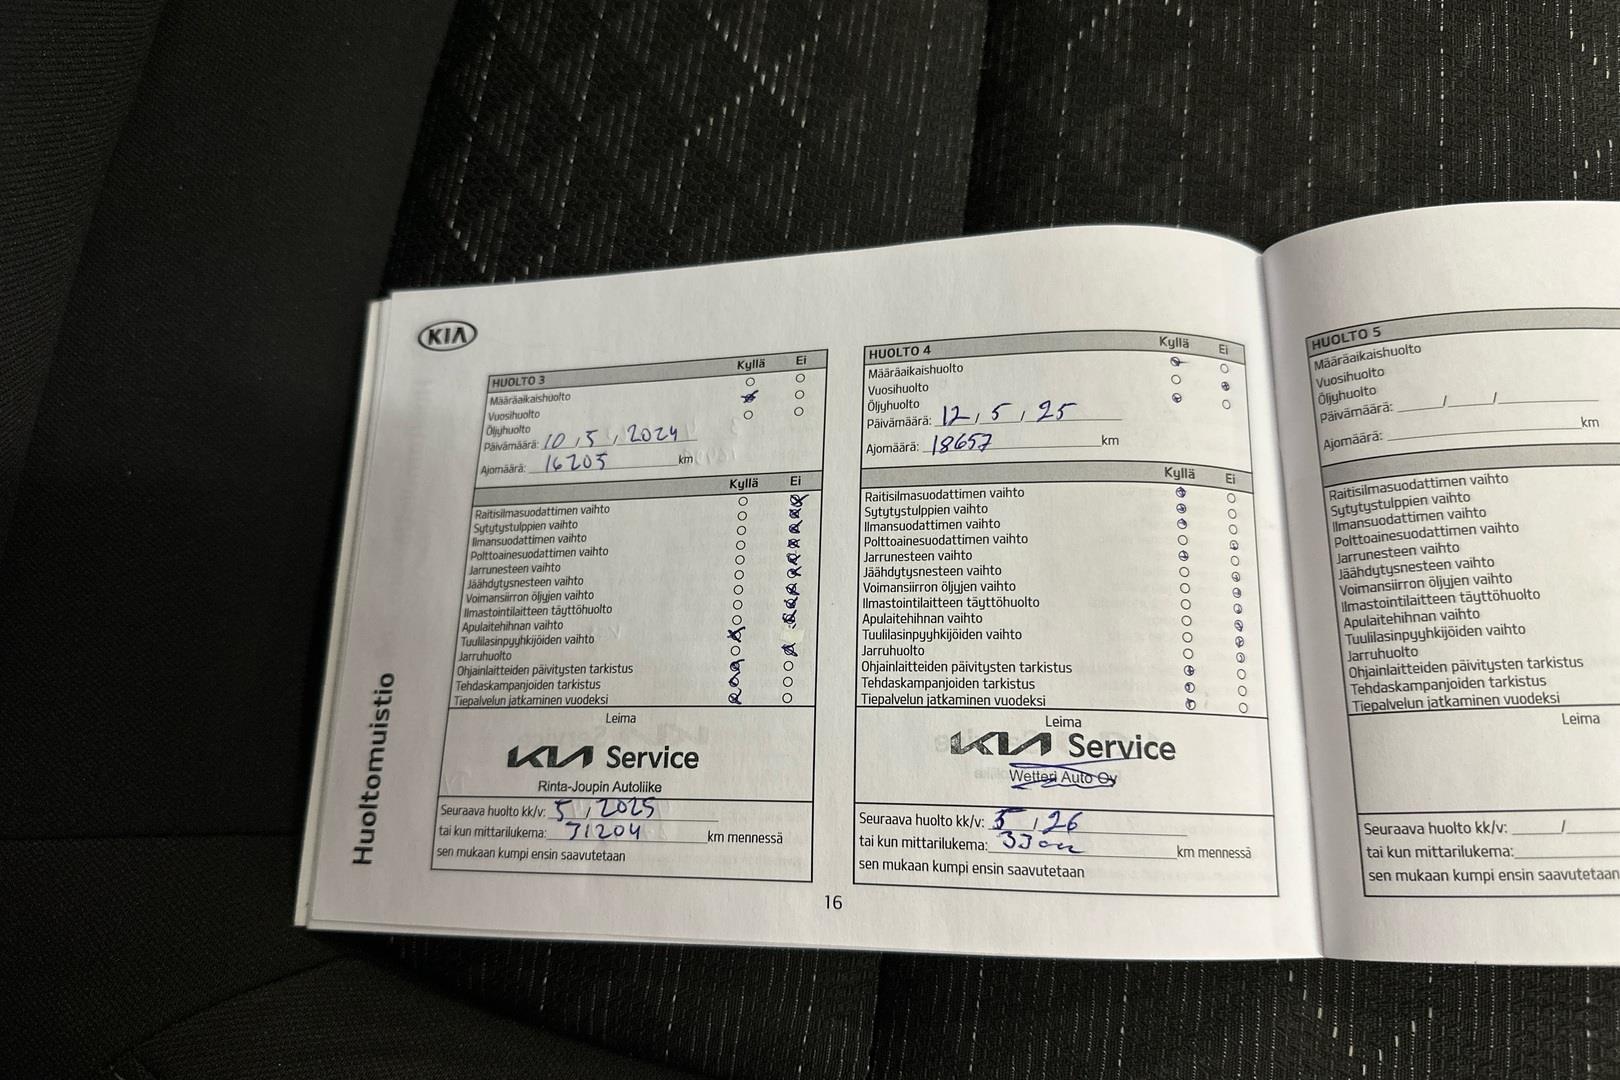 KIA
Huoltomuistio
HUOLTO 3 Kyllä Ei
Määräaikaishuolto
Vuosihuolto
Öljyhuolto
Päivämäärä: 10 , 5 , 2024
Ajomäärä: 16205 km
Kyllä Ei
Raitisilmasuodattimen vaihto
Sytytystulppien vaihto
Ilmansuodattimen vaihto
Polttoainesuodattimen vaihto
Jarrunesteen vaihto
Jäähdytysnesteen vaihto
Voimansiirron öljyjen vaihto
Ilmastointilaitteen täyttöhuolto
Apulaitehihnan vaihto
Tuulilasinpyyhkijöiden vaihto
Jarruhuolto
Ohjainlaitteiden päivitysten tarkistus
Tehdaskampanjoiden tarkistus
Tiepalvelun jatkaminen vuodeksi
Leima
KIA Service
Rinta-Joupin Autoliike
Seuraava huolto kk/v: 5 , 2025
tai kun mittarilukema: 31204 km mennessä
sen mukaan kumpi ensin saavutetaan
HUOLTO 4 Kyllä Ei
Määräaikaishuolto
Vuosihuolto
Öljyhuolto
Päivämäärä: 12 , 5 , 25
Ajomäärä: 18657 km
Kyllä Ei
Raitisilmasuodattimen vaihto
Sytytystulppien vaihto
Ilmansuodattimen vaihto
Polttoainesuodattimen vaihto
Jarrunesteen vaihto
Jäähdytysnesteen vaihto
Voimansiirron öljyjen vaihto
Ilmastointilaitteen täyttöhuolto
Apulaitehihnan vaihto
Tuulilasinpyyhkijöiden vaihto
Jarruhuolto
Ohjainlaitteiden päivitysten tarkistus
Tehdaskampanjoiden tarkistus
Tiepalvelun jatkaminen vuodeksi
Leima
KIA Service
Wetteri Auto Oy
Seuraava huolto kk/v: 5 , 26
tai kun mittarilukema: km mennessä
sen mukaan kumpi ensin saavutetaan
16
HUOLTO 5
Määräaikaishuolto
Vuosihuolto
Öljyhuolto
Päivämäärä: / /
Ajomäärä: km
Raitisilmasuodattimen vaihto
Sytytystulppien vaihto
Ilmansuodattimen vaihto
Polttoainesuodattimen vaihto
Jarrunesteen vaihto
Jäähdytysnesteen vaihto
Voimansiirron öljyjen vaihto
Ilmastointilaitteen täyttöhuolto
Apulaitehihnan vaihto
Tuulilasinpyyhkijöiden vaihto
Jarruhuolto
Ohjainlaitteiden päivitysten tarkistus
Tehdaskampanjoiden tarkistus
Tiepalvelun jatkaminen vuodeksi
Leima
Seuraava huolto kk/v: /
tai kun mittarilukema:
sen mukaan kumpi ensin saavutetaan